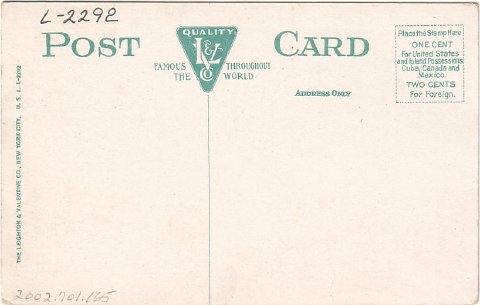 L-2292
POST CARD
QUALITY
L&V
CO
FAMOUS THROUGHOUT
THE WORLD
ADDRESS ONLY
Place the Stamp Here
ONE CENT
For United States
and Island Possessions
Cuba, Canada and
Mexico.
TWO CENTS
For Foreign.
THE LEIGHTON & VALENTINE CO., NEW YORK CITY. U. S. A. L-2292
2002.701.165